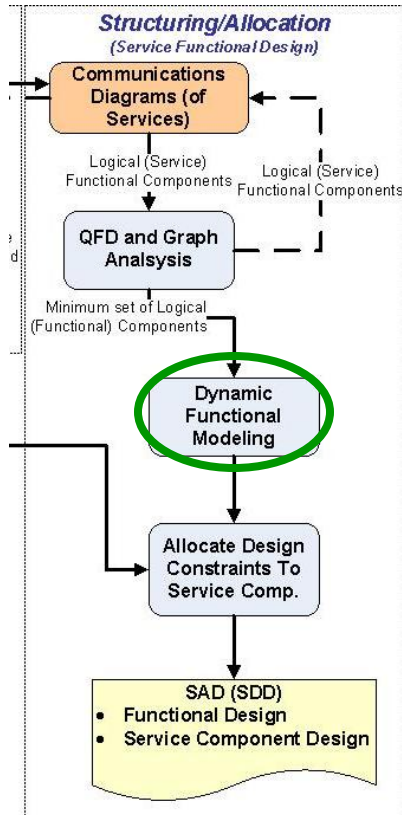 Structuring/Allocation
(Service Functional Design)
Communications
Diagrams (of
Services)
Logical (Service)
Functional Components
Logical (Service)
Functional Components
QFD and Graph
Analsysis
Minimum set of Logical
(Functional) Components
Dynamic
Functional
Modeling
Allocate Design
Constraints To
Service Comp.
SAD (SDD)
• Functional Design
• Service Component Design